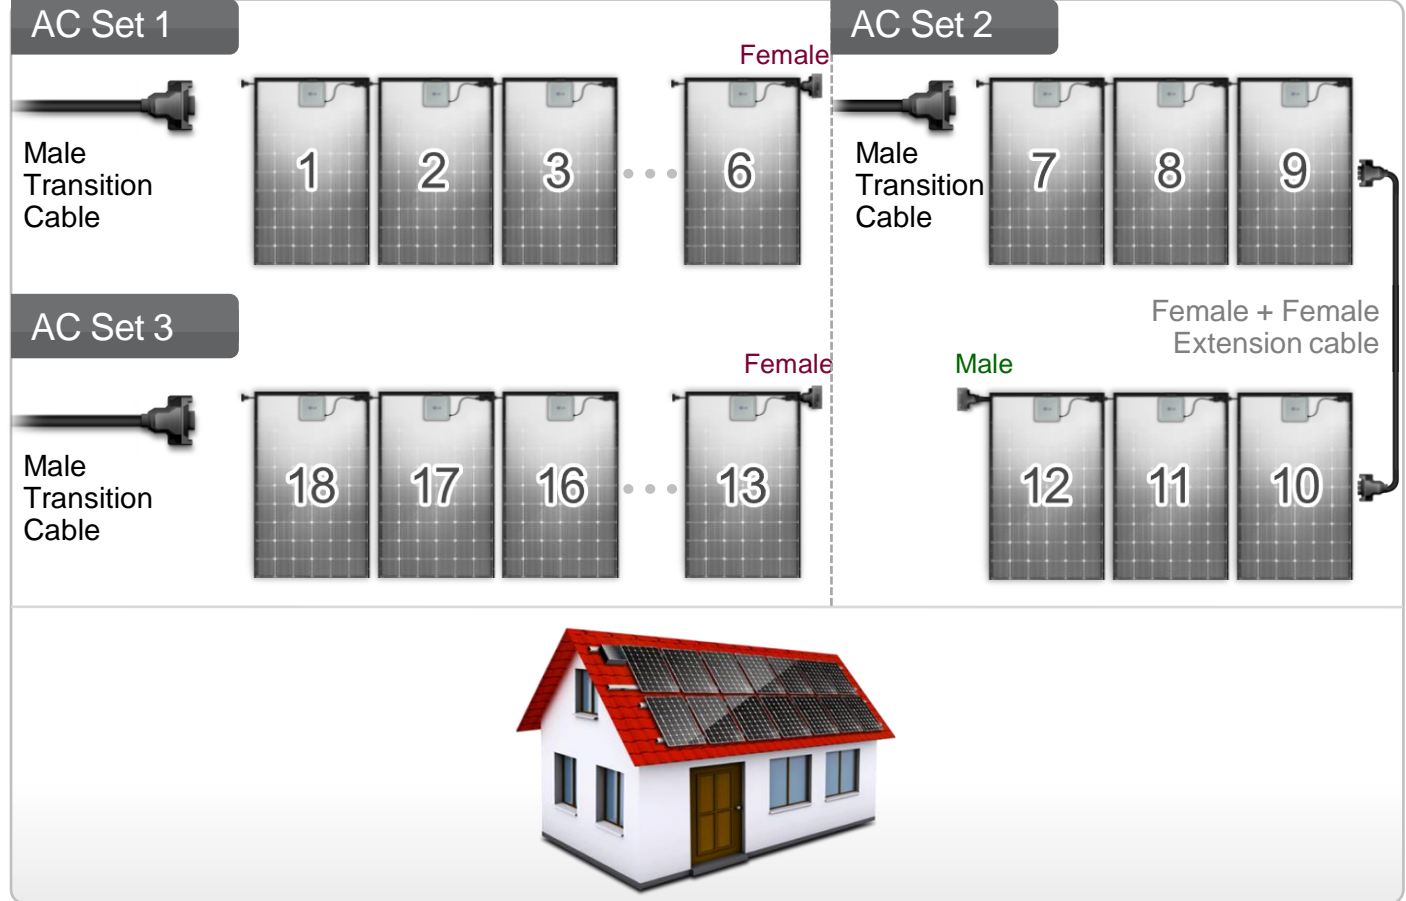 AC Set 1
Female
Male
Transition
Cable
1
2
3
6
AC Set 2
Male
Transition
Cable
7
8
9
Female + Female
Extension cable
AC Set 3
Female
Male
Transition
Cable
18
17
16
13
Male
12
11
10